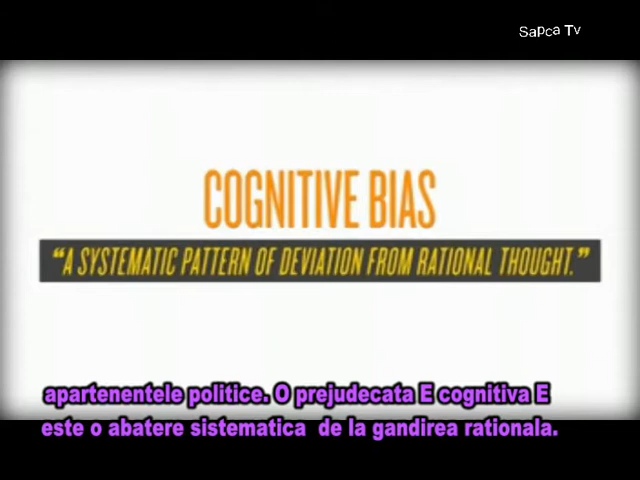 Sapca Tv
COGNITIVE BIAS
“A SYSTEMATIC PATTERN OF DEVIATION FROM RATIONAL THOUGHT.”
apartenentele politice. O prejudecata E cognitiva E
este o abatere sistematica de la gandirea rationala.